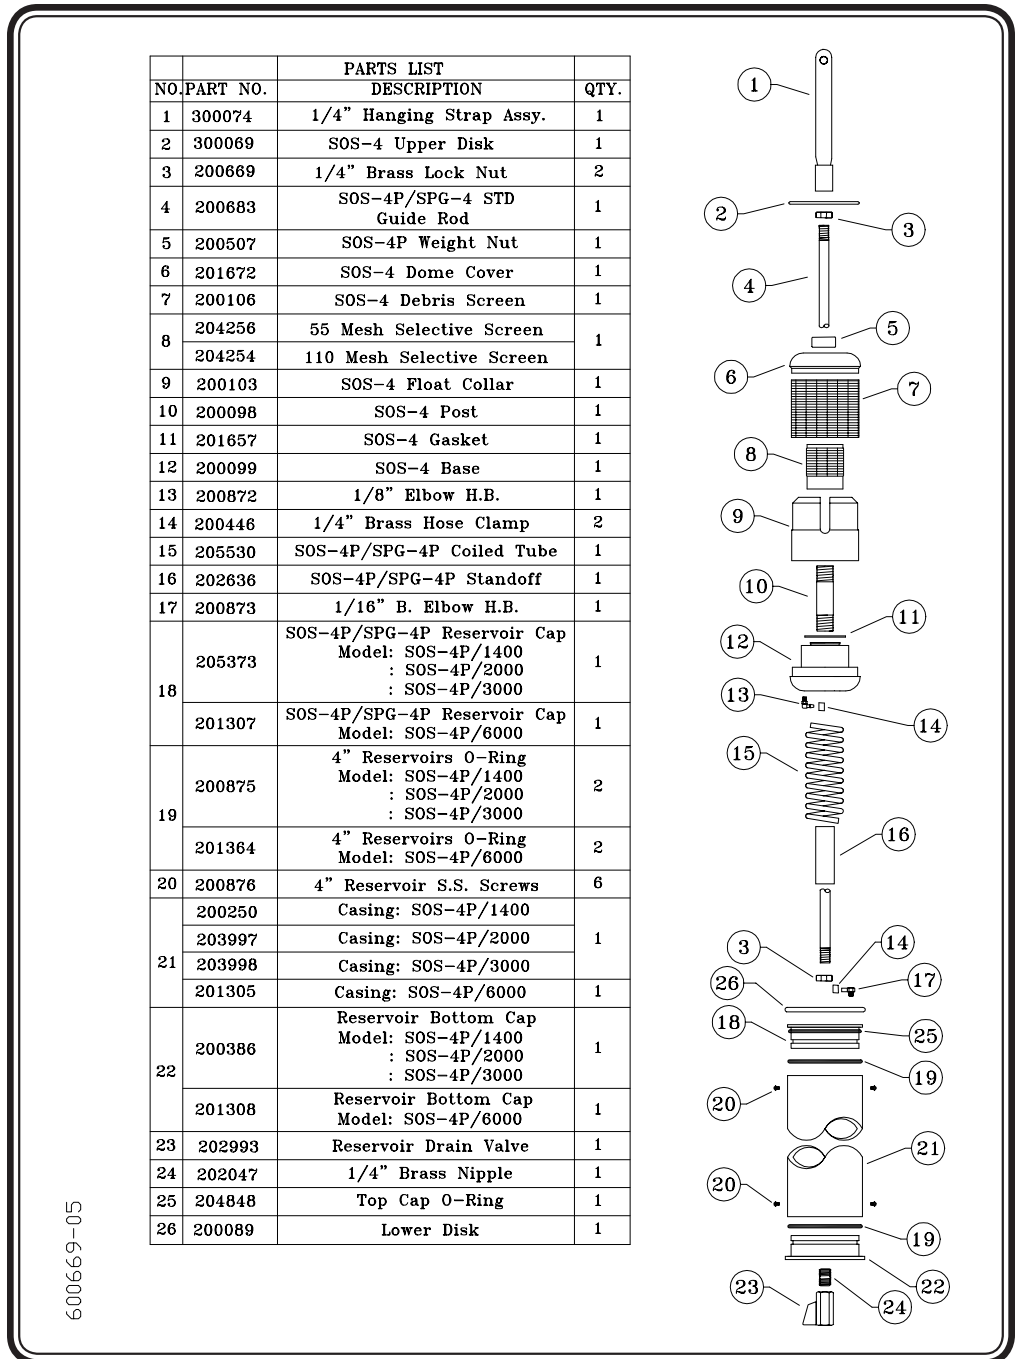 PARTS LIST
NO. PART NO. DESCRIPTION QTY.
1 300074 1/4” Hanging Strap Assy. 1
2 300069 SOS-4 Upper Disk 1
3 200669 1/4” Brass Lock Nut 2
4 200683 SOS-4P/SPG-4 STD 1
Guide Rod
5 200507 SOS-4P Weight Nut 1
6 201672 SOS-4 Dome Cover 1
7 200106 SOS-4 Debris Screen 1
8 204256 55 Mesh Selective Screen 1
204254 110 Mesh Selective Screen
9 200103 SOS-4 Float Collar 1
10 200098 SOS-4 Post 1
11 201657 SOS-4 Gasket 1
12 200099 SOS-4 Base 1
13 200872 1/8” Elbow H.B. 1
14 200446 1/4” Brass Hose Clamp 2
15 205530 SOS-4P/SPG-4P Coiled Tube 1
16 202636 SOS-4P/SPG-4P Standoff 1
17 200873 1/16” B. Elbow H.B. 1
18 205373 SOS-4P/SPG-4P Reservoir Cap 1
Model: SOS-4P/1400
: SOS-4P/2000
: SOS-4P/3000
201307 SOS-4P/SPG-4P Reservoir Cap 1
Model: SOS-4P/6000
19 200875 4” Reservoirs O-Ring 2
Model: SOS-4P/1400
: SOS-4P/2000
: SOS-4P/3000
201364 4” Reservoirs O-Ring 2
Model: SOS-4P/6000
20 200876 4” Reservoir S.S. Screws 6
21 200250 Casing: SOS-4P/1400 1
203997 Casing: SOS-4P/2000
203998 Casing: SOS-4P/3000
201305 Casing: SOS-4P/6000 1
22 200386 Reservoir Bottom Cap 1
Model: SOS-4P/1400
: SOS-4P/2000
: SOS-4P/3000
201308 Reservoir Bottom Cap 1
Model: SOS-4P/6000
23 202993 Reservoir Drain Valve 1
24 202047 1/4” Brass Nipple 1
25 204848 Top Cap O-Ring 1
26 200089 Lower Disk 1
1
2
3
4
5
6
7
8
9
10
11
12
13
14
15
16
3
14
26
17
18
25
19
20
21
20
19
22
23
24
600669-05